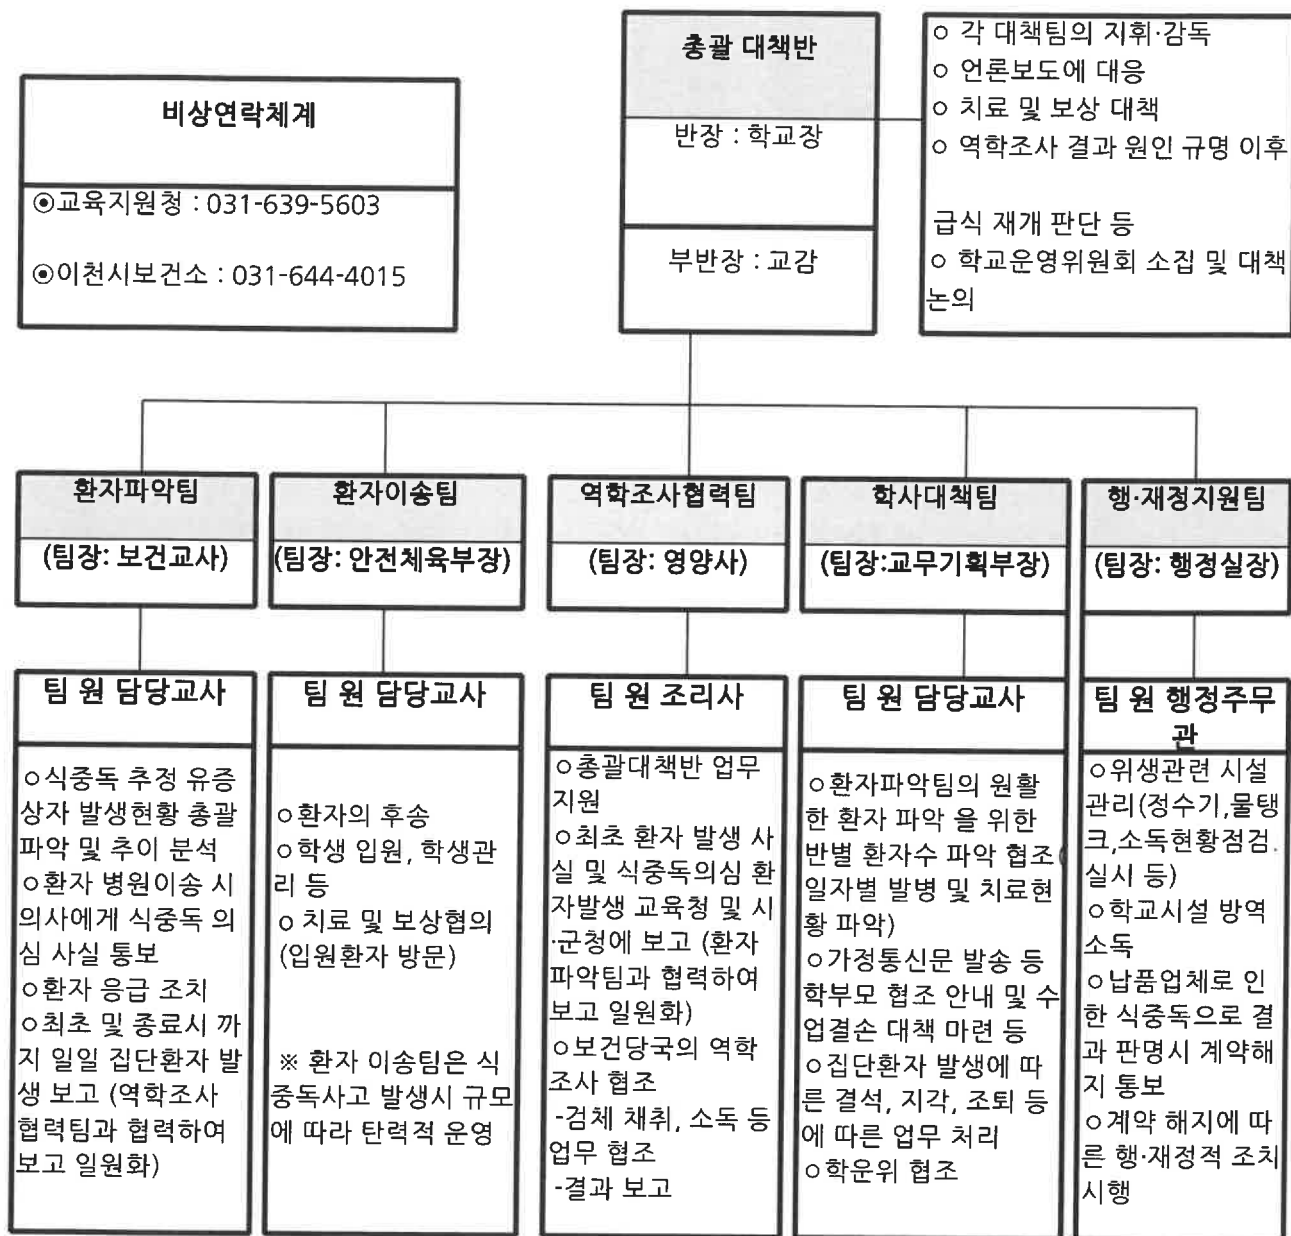 비상연락체계
◉교육지원청 : 031-639-5603
◉이천시보건소 : 031-644-4015
총괄 대책반
반장 : 학교장
부반장 : 교감
○ 각 대책팀의 지휘·감독
○ 언론보도에 대응
○ 치료 및 보상 대책
○ 역학조사 결과 원인 규명 이후
급식 재개 판단 등
○ 학교운영위원회 소집 및 대책
논의
환자파악팀
(팀장: 보건교사)
환자이송팀
(팀장: 안전체육부장)
역학조사협력팀
(팀장: 영양사)
학사대책팀
(팀장:교무기획부장)
행·재정지원팀
(팀장: 행정실장)
팀 원 담당교사
○식중독 추정 유증
상자 발생현황 총괄
파악 및 추이 분석
○환자 병원이송 시
의사에게 식중독 의
심 사실 통보
○환자 응급 조치
○최초 및 종료시 까
지 일일 집단환자 발
생 보고 (역학조사
협력팀과 협력하여
보고 일원화)
팀 원 담당교사
○환자의 후송
○학생 입원, 학생관
리 등
○ 치료 및 보상협의
(입원환자 방문)
※ 환자 이송팀은 식
중독사고 발생시 규모
에 따라 탄력적 운영
팀 원 조리사
○총괄대책반 업무
지원
○최초 환자 발생 사
실 및 식중독의심 환
자발생 교육청 및 시
·군청에 보고 (환자
파악팀과 협력하여
보고 일원화)
○보건당국의 역학
조사 협조
-검체 채취, 소독 등
업무 협조
-결과 보고
팀 원 담당교사
○환자파악팀의 원활
한 환자 파악 을 위한
반별 환자수 파악 협조(
일자별 발병 및 치료현
황 파악)
○가정통신문 발송 등
학부모 협조 안내 및 수
업결손 대책 마련 등
○집단환자 발생에 따
른 결석, 지각, 조퇴 등
에 따른 업무 처리
○학운위 협조
팀 원 행정주무
관
○위생관련 시설
관리(정수기,물탱
크,소독현황점검.
실시 등)
○학교시설 방역
소독
○납품업체로 인
한 식중독으로 결
과 판명시 계약해
지 통보
○계약 해지에 따
른 행·재정적 조치
시행